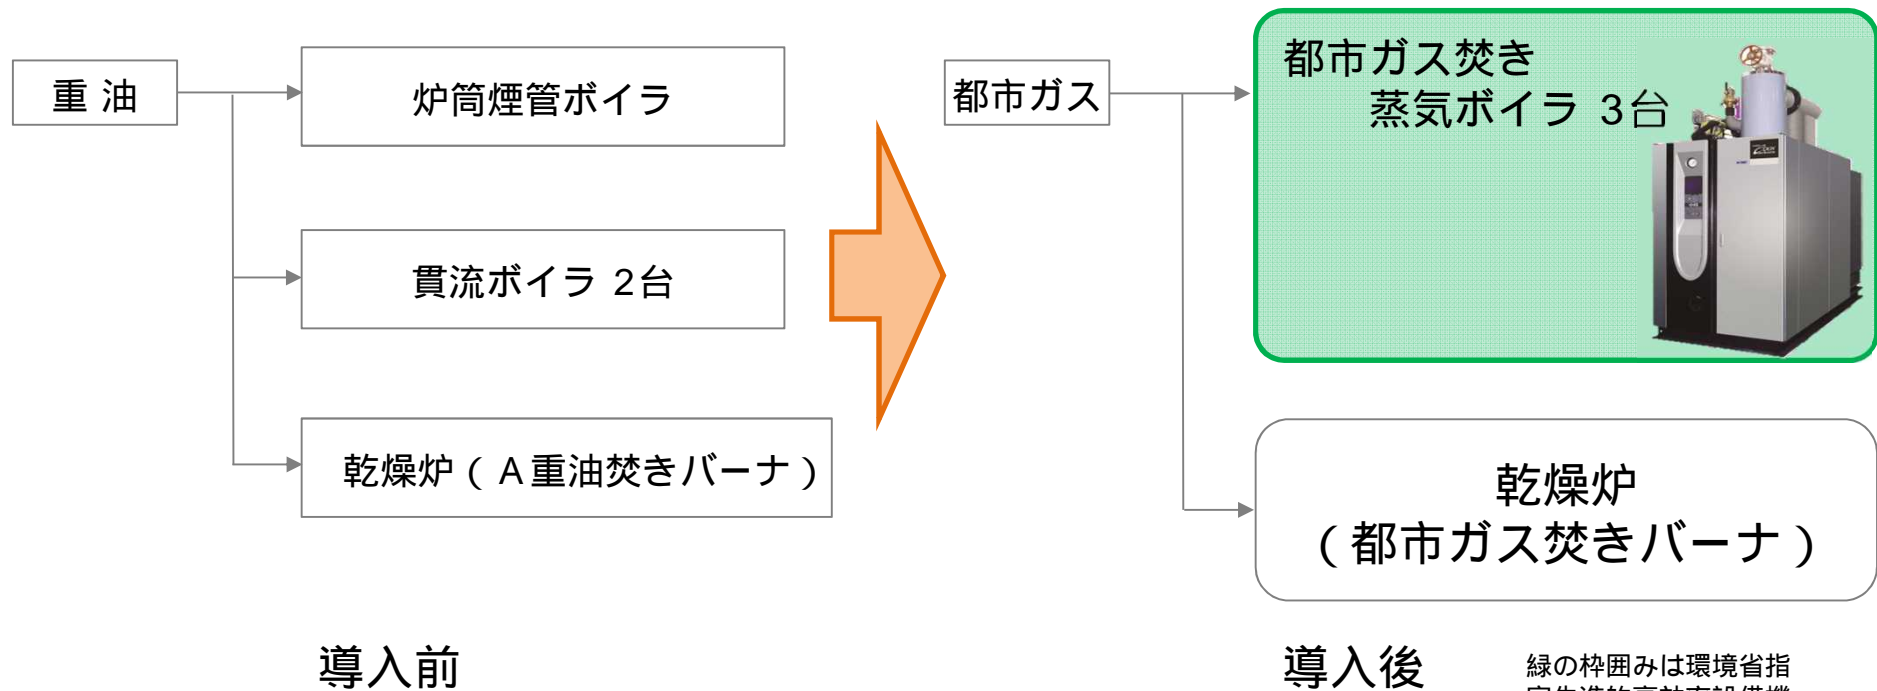 重 油
炉筒煙管ボイラ
貫流ボイラ 2台
乾燥炉(A重油焚きバーナ)
導入前
都市ガス
都市ガス焚き
蒸気ボイラ 3台
乾燥炉
(都市ガス焚きバーナ)
導入後
緑の枠囲みは環境省指